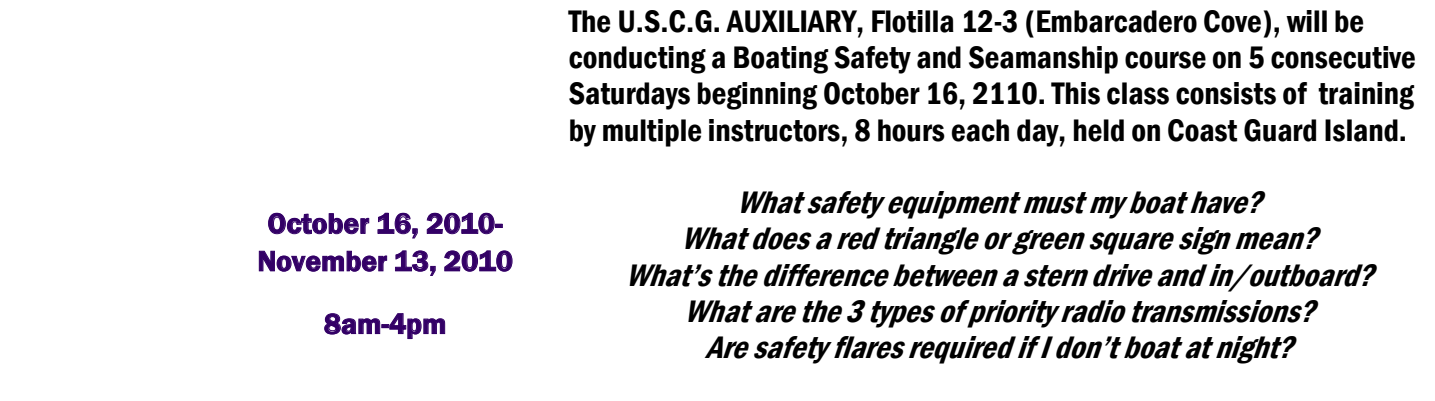 The U.S.C.G. AUXILIARY, Flotilla 12-3 (Embarcadero Cove), will be
conducting a Boating Safety and Seamanship course on 5 consecutive
Saturdays beginning October 16, 2110. This class consists of  training
by multiple instructors, 8 hours each day, held on Coast Guard Island.
October 16, 2010-
November 13, 2010
8am-4pm
What safety equipment must my boat have?
What does a red triangle or green square sign mean?
What's the difference between a stern drive and in/outboard?
What are the 3 types of priority radio transmissions?
Are safety flares required if I don't boat at night?